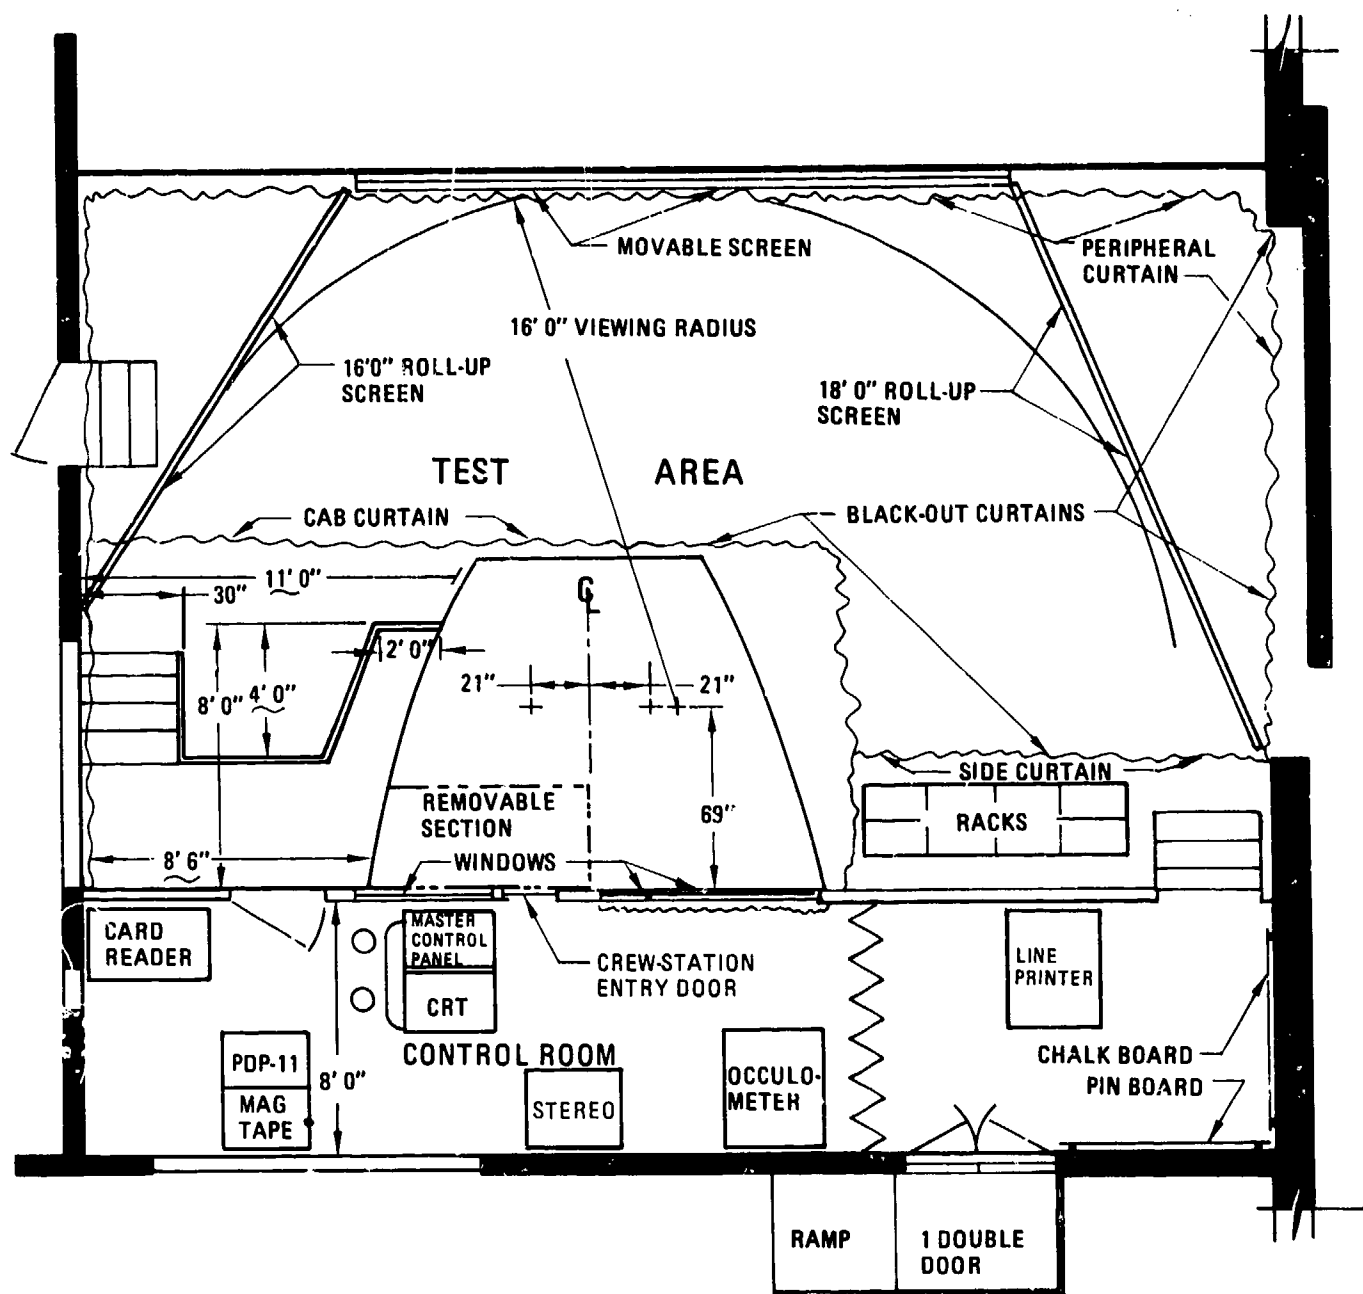 MOVABLE SCREEN
PERIPHERAL
CURTAIN
16' 0" VIEWING RADIUS
16'0" ROLL-UP
SCREEN
18' 0" ROLL-UP
SCREEN
TEST AREA
CAB CURTAIN
BLACK-OUT CURTAINS
11' 0"
30"
CL
2' 0"
21"
21"
8' 0"
4' 0"
SIDE CURTAIN
REMOVABLE
SECTION
69"
RACKS
8' 6"
WINDOWS
CARD
READER
MASTER
CONTROL
PANEL
CRT
CREW-STATION
ENTRY DOOR
LINE
PRINTER
CONTROL ROOM
CHALK BOARD
PIN BOARD
PDP-11
MAG
TAPE
8' 0"
STEREO
OCCULO-
METER
RAMP
1 DOUBLE
DOOR